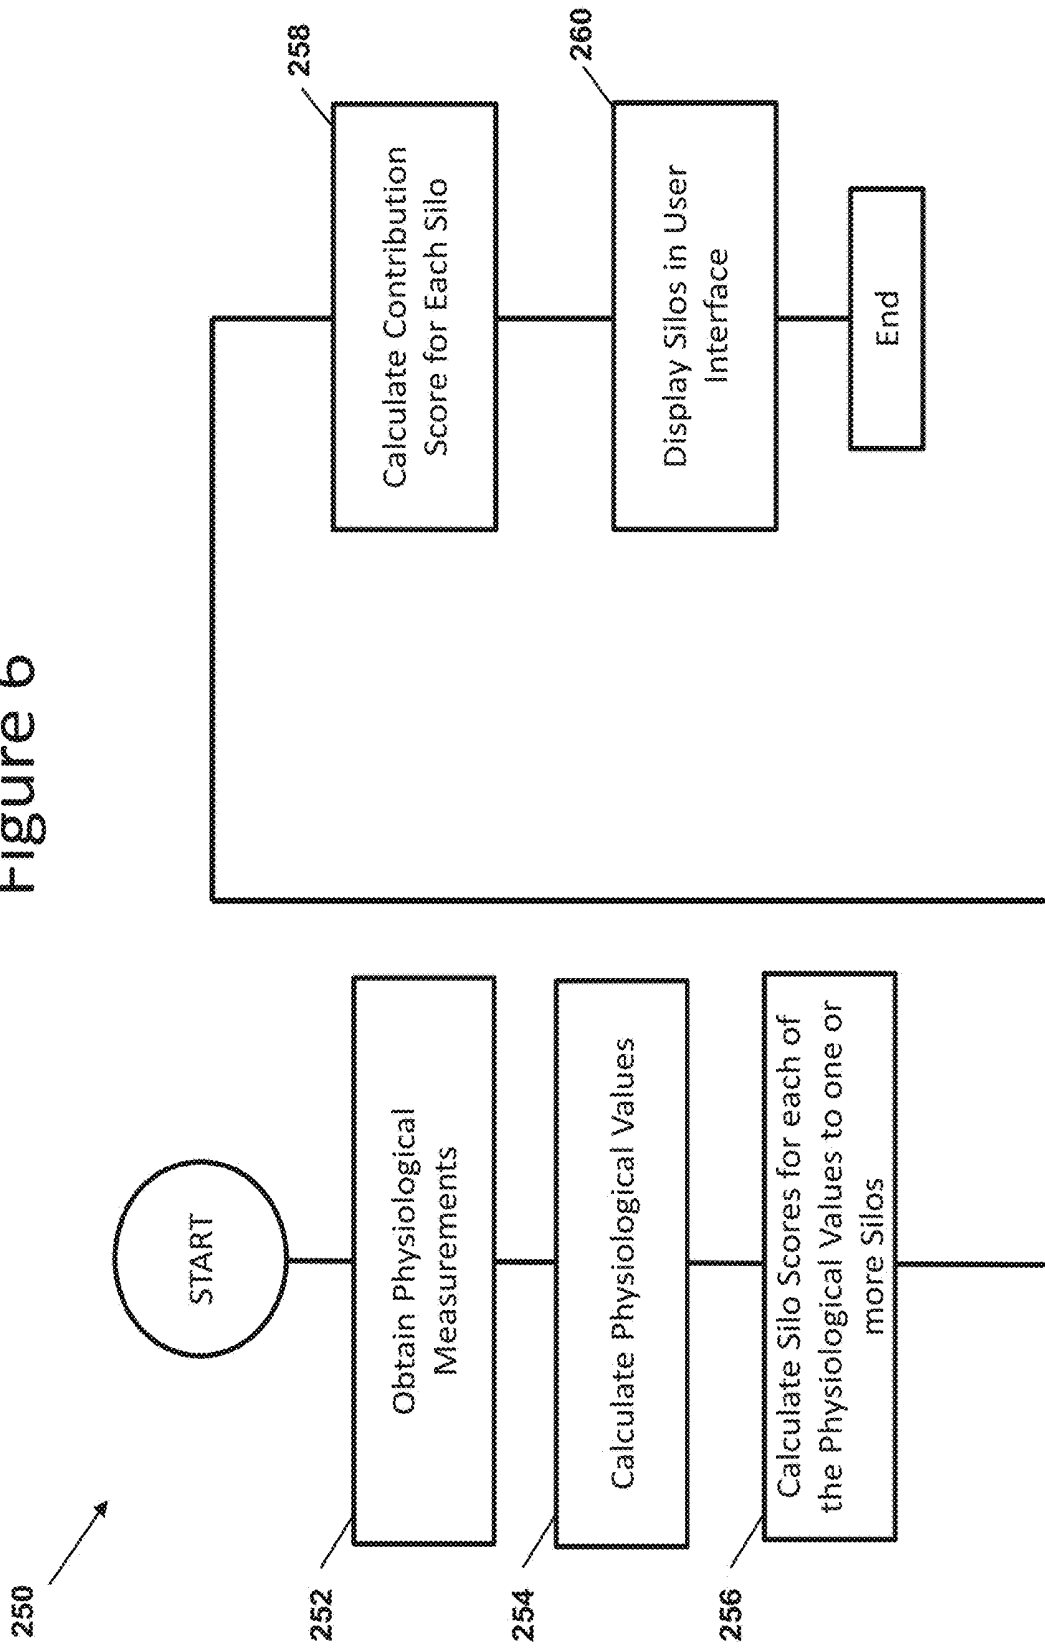 Figure 6
250
START
252
Obtain Physiological
Measurements
254
Calculate Physiological Values
256
Calculate Silo Scores for each of
the Physiological Values to one or
more Silos
258
Calculate Contribution
Score for Each Silo
260
Display Silos in User
Interface
End